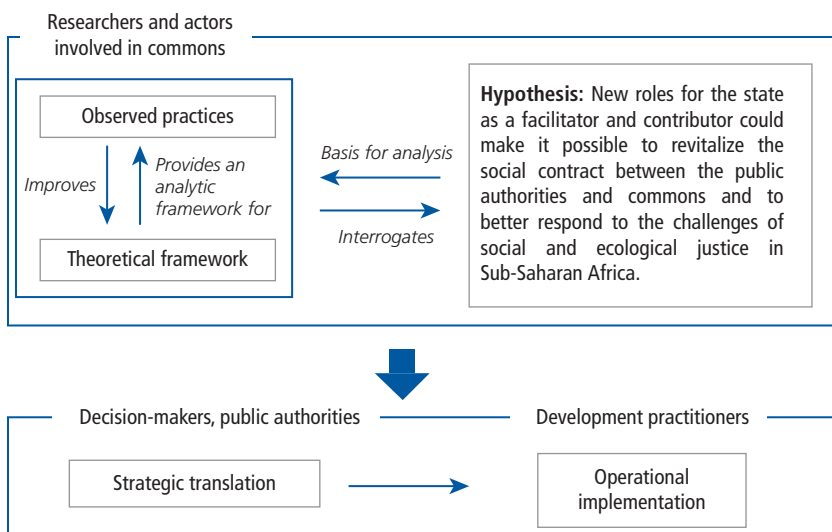 Researchers and actors
involved in commons
Observed practices
Improves
Provides an
analytic
framework for
Theoretical framework
Basis for analysis
Interrogates
Hypothesis: New roles for the state
as a facilitator and contributor could
make it possible to revitalize the
social contract between the public
authorities and commons and to
better respond to the challenges of
social and ecological justice in
Sub-Saharan Africa.
Decision-makers, public authorities
Development practitioners
Strategic translation
Operational
implementation